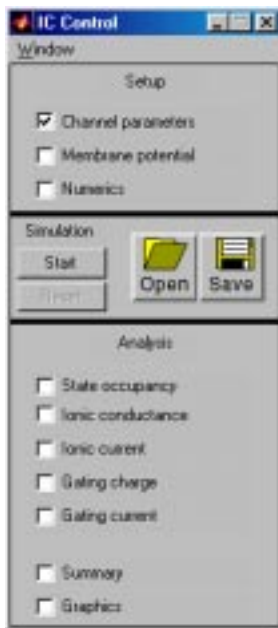 IC Control
Window
Setup
Channel parameters
Membrane potential
Numerics
Simulation
Start
Reset
Open
Save
Analysis
State occupancy
Ionic conductance
Ionic current
Gating charge
Gating current
Summary
Graphics